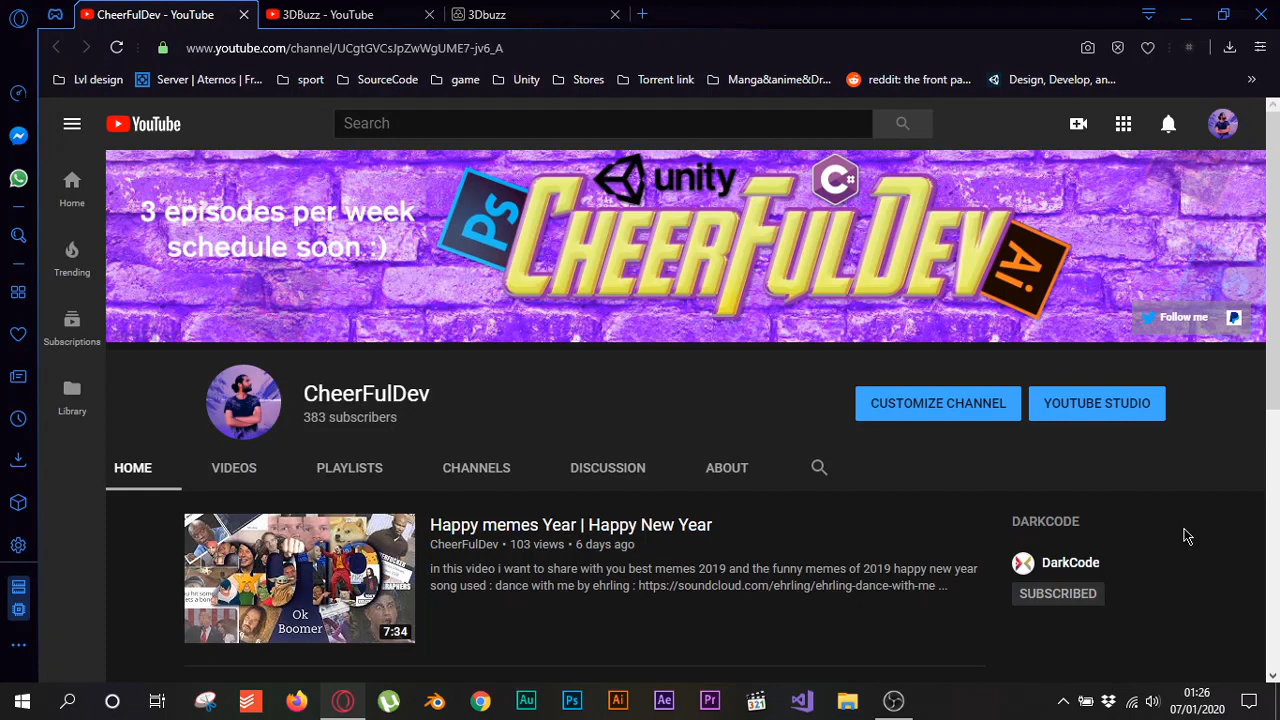 CheerFulDev - YouTube
3DBuzz - YouTube
3Dbuzz
www.youtube.com/channel/UCgtGVCsJpZwWgUME7-jv6_A
Lvl design
Server | Aternos | Fr...
sport
SourceCode
game
Unity
Stores
Torrent link
Manga&anime&Dr...
reddit: the front pa...
Design, Develop, an...
YouTube
Search
3 episodes per week
schedule soon :)
Ps
unity
C#
CHEERFULDEV
Ai
Follow me
Home
Trending
Subscriptions
Library
CheerFulDev
383 subscribers
CUSTOMIZE CHANNEL
YOUTUBE STUDIO
HOME
VIDEOS
PLAYLISTS
CHANNELS
DISCUSSION
ABOUT
Happy memes Year | Happy New Year
CheerFulDev • 103 views • 6 days ago
in this video i want to share with you best memes 2019 and the funny memes of 2019 happy new year
song used : dance with me by ehrling : https://soundcloud.com/ehrling/ehrling-dance-with-me ...
Ok
Boomer
7:34
DARKCODE
DarkCode
SUBSCRIBED
Au
Ps
Ai
Ae
Pr
321
01:26
07/01/2020